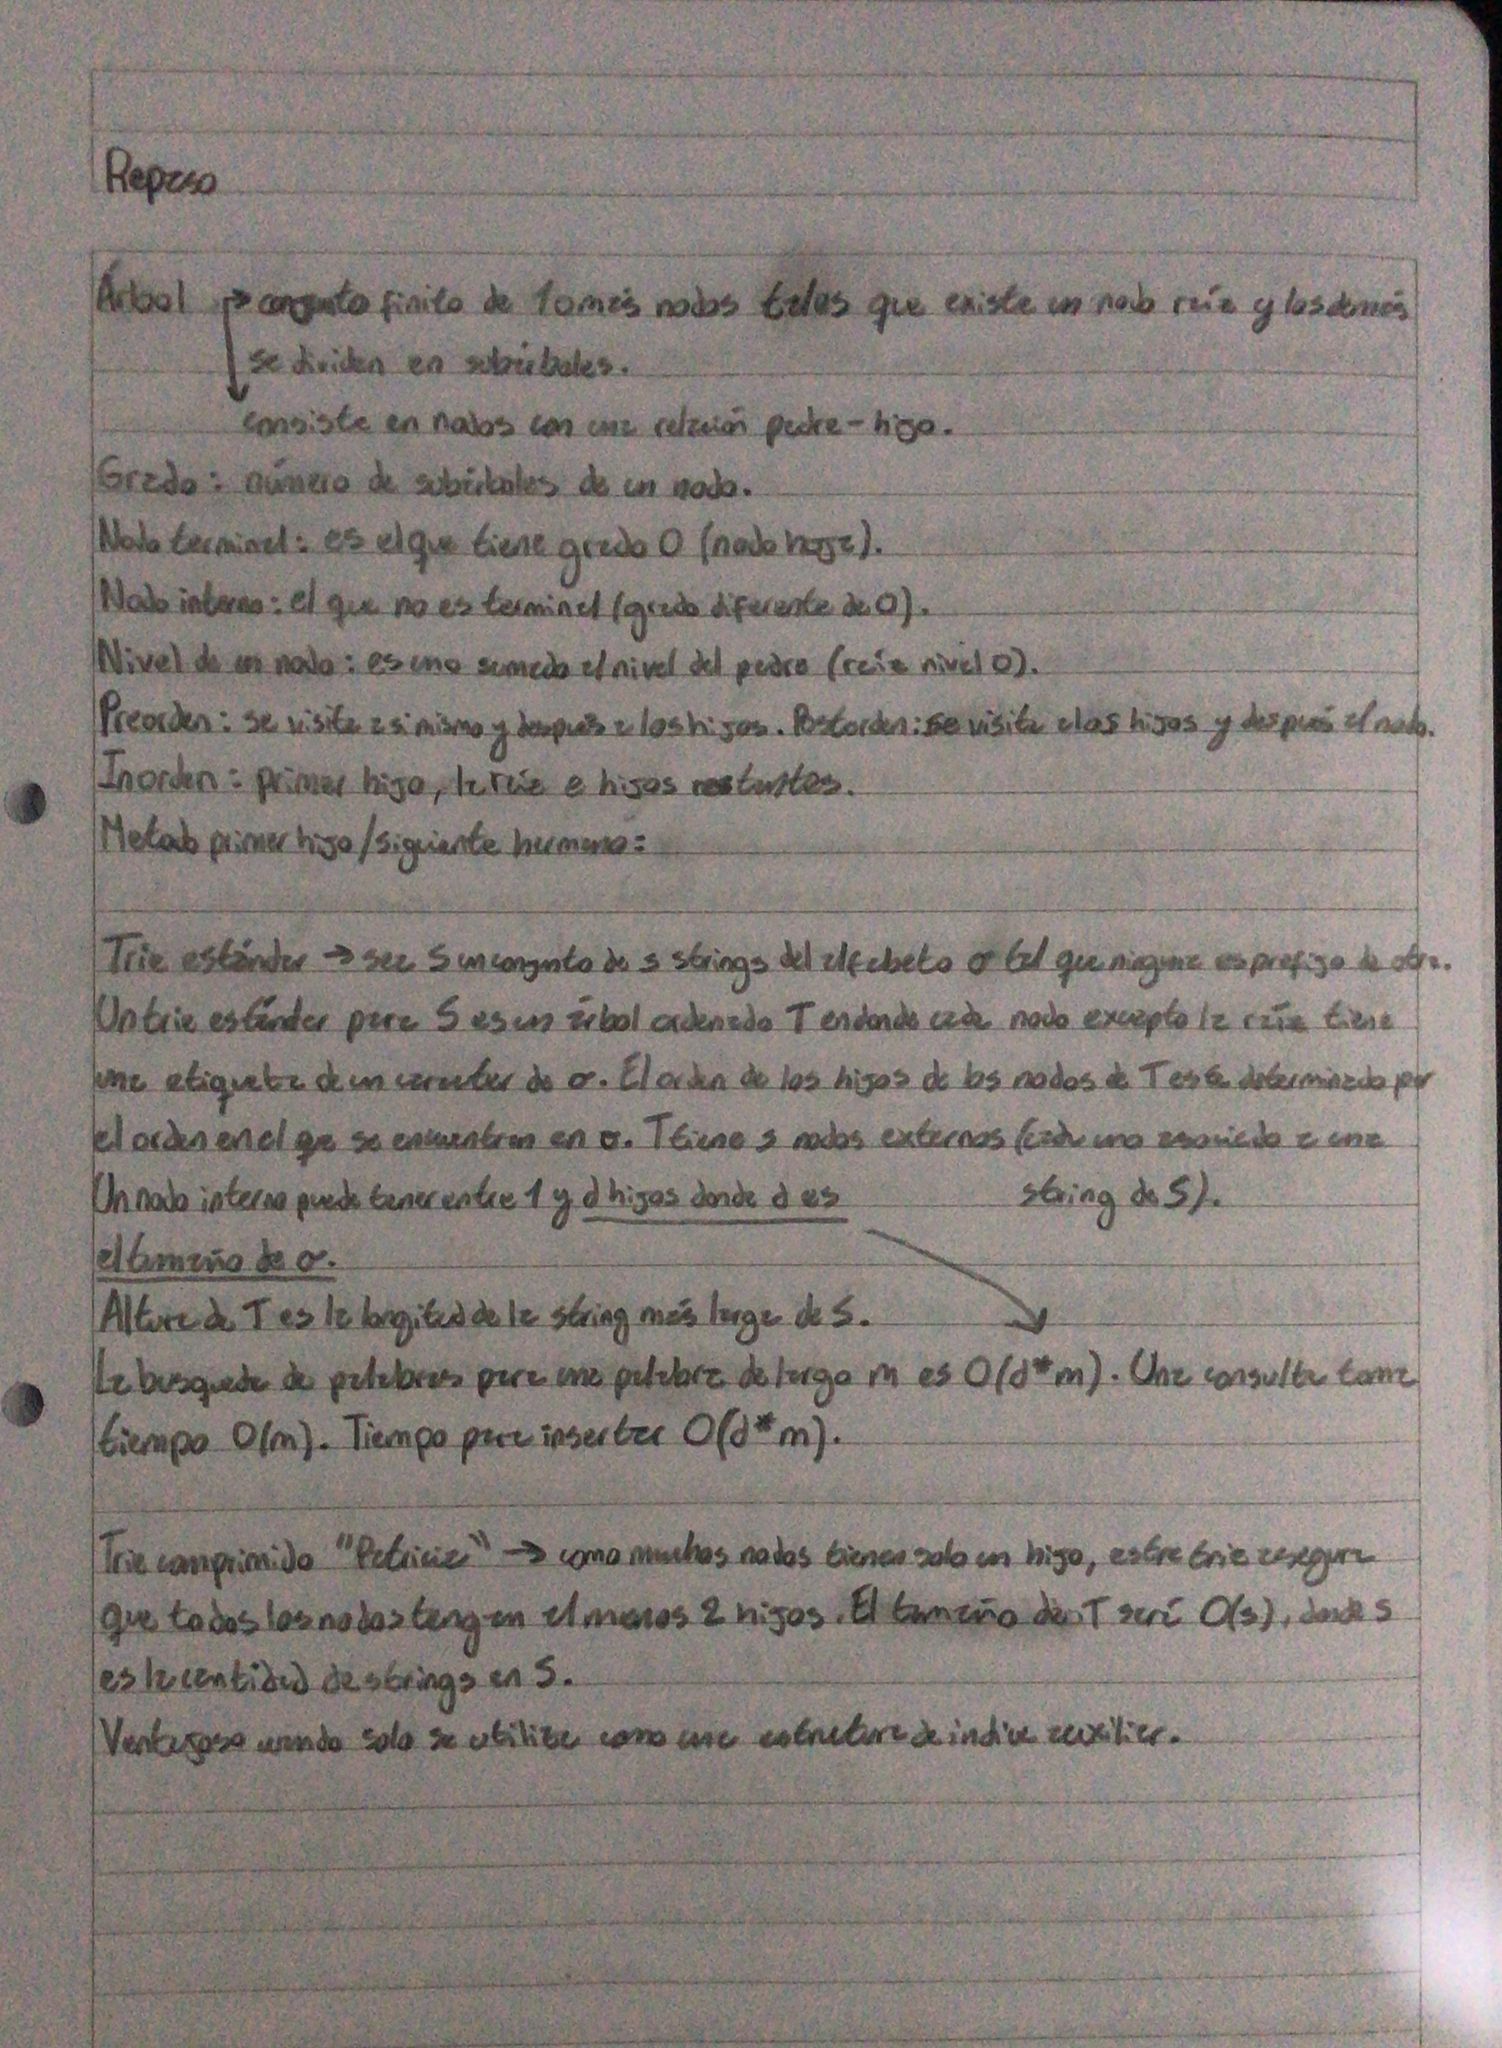 Repaso
Árbol → conjunto finito de 1 o más nodos tales que existe un nodo raíz y los demás
se dividen en subárboles.
consiste en nodos con una relación padre-hijo.
Grado: número de subárboles de un nodo.
Nodo terminal: es el que tiene grado 0 (nodo hoja).
Nodo interno: el que no es terminal (grado diferente de 0).
Nivel de un nodo: es uno sumado al nivel del padre (raíz nivel 0).
Preorden: se visita a si mismo y después a los hijos. Postorden: se visita a los hijos y después al nodo.
Inorden: primer hijo, la raíz e hijos restantes.
Metodo primer hijo/siguiente hermano:
Trie estándar → sea S un conjunto de s strings del alfabeto σ tal que ninguna es prefijo de otra.
Un trie estándar para S es un árbol ordenado T en donde cada nodo excepto la raíz tiene
una etiqueta de un caracter de σ. El orden de los hijos de los nodos de T está determinado por
el orden en el que se encuentran en σ. T tiene s nodos externos (cada uno asociado a una
string de S).
Un nodo interno puede tener entre 1 y d hijos donde d es
el tamaño de σ.
Altura de T es la longitud de la string más larga de S.
La busqueda de palabras para una palabra de largo m es O(d*m). Una consulta toma
tiempo O(m). Tiempo para insertar O(d*m).
Trie comprimido "Patricia" → como muchos nodos tienen solo un hijo, estre trie asegura
que todos los nodos tengan al menos 2 hijos. El tamaño de T será O(s), donde s
es la cantidad de strings en S.
Ventajoso cuando solo se utiliza como una estructura de indice auxiliar.